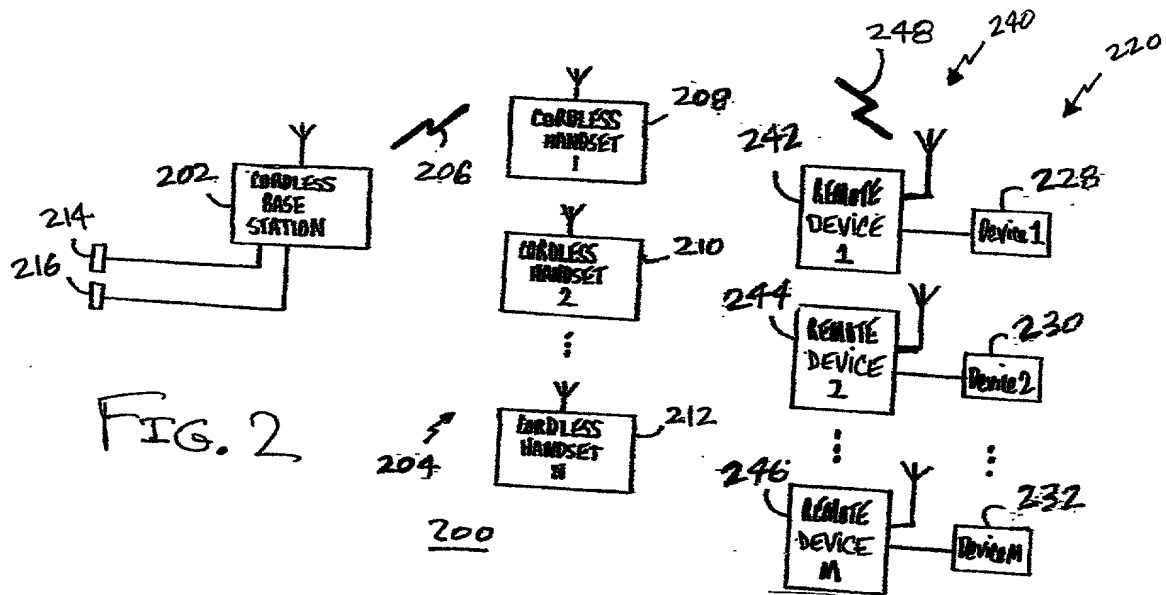 248
240
220
208
CORDLESS
HANDSET
1
206
242
202
CORDLESS
BASE
STATION
REMOTE
DEVICE
1
228
Device 1
214
216
210
CORDLESS
HANDSET
2
244
REMOTE
DEVICE
2
230
Device 2
FIG. 2
204
212
CORDLESS
HANDSET
N
246
REMOTE
DEVICE
M
232
Device M
200